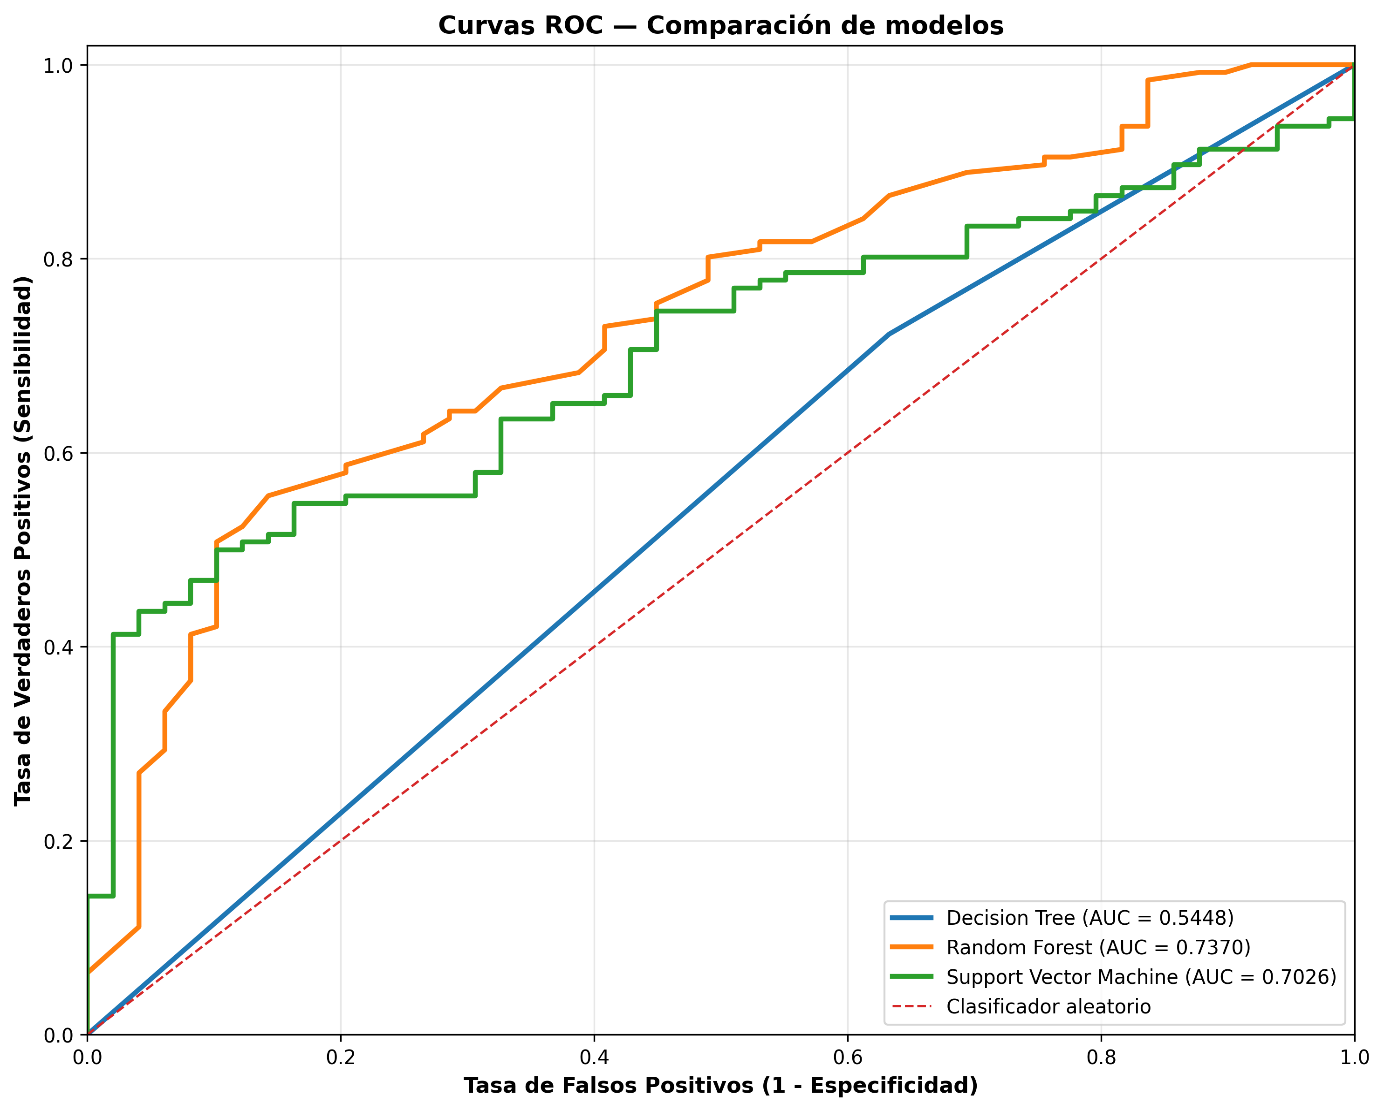 Curvas ROC — Comparación de modelos
Tasa de Verdaderos Positivos (Sensibilidad)
1.0
0.8
0.6
0.4
0.2
0.0
0.0 0.2 0.4 0.6 0.8 1.0
Tasa de Falsos Positivos (1 - Especificidad)
Decision Tree (AUC = 0.5448)
Random Forest (AUC = 0.7370)
Support Vector Machine (AUC = 0.7026)
Clasificador aleatorio